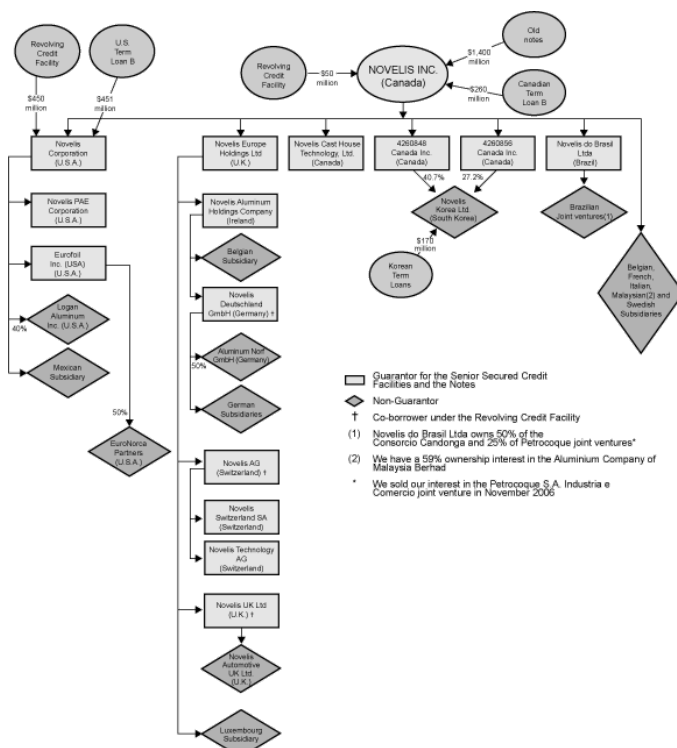 Revolving
Credit
Facility
U.S.
Term
Loan B
Revolving
Credit
Facility
$50
million
NOVELIS INC.
(Canada)
$1,400
million
Old
notes
$260
million
Canadian
Term
Loan B
$450
million
$451
million
Novelis
Corporation
(U.S.A.)
Novelis Europe
Holdings Ltd
(U.K.)
Novelis Cast House
Technology, Ltd.
(Canada)
4260848
Canada Inc.
(Canada)
4260856
Canada Inc.
(Canada)
Novelis do Brasil
Ltda
(Brazil)
40.7%
27.2%
Novelis PAE
Corporation
(U.S.A.)
Novelis Aluminum
Holdings Company
(Ireland)
Novelis
Korea Ltd.
(South Korea)
Brazilian
Joint ventures(1)
$170
million
Korean
Term
Loans
Eurofoil
Inc. (USA)
(U.S.A.)
Belgian
Subsidiary
Belgian,
French,
Italian,
Malaysian(2) and
Swedish
Subsidiaries
Novelis
Deutschland
GmbH (Germany) †
Logan
Aluminum
Inc. (U.S.A.)
40%
Aluminum Norf
GmbH (Germany)
50%
Mexican
Subsidiary
German
Subsidiaries
50%
EuroNorca
Partners
(U.S.A.)
Novelis AG
(Switzerland) †
Novelis
Switzerland SA
(Switzerland)
Novelis Technology
AG
(Switzerland)
Novelis UK Ltd
(U.K.) †
Novelis
Automotive
UK Ltd.
(U.K.)
Luxembourg
Subsidiary
Guarantor for the Senior Secured Credit
Facilities and the Notes
Non-Guarantor
† Co-borrower under the Revolving Credit Facility
(1) Novelis do Brasil Ltda owns 50% of the
Consorcio Candonga and 25% of Petrocoque joint ventures*
(2) We have a 59% ownership interest in the Aluminium Company of
Malaysia Berhad
* We sold our interest in the Petrocoque S.A. Industria e
Comercio joint venture in November 2006